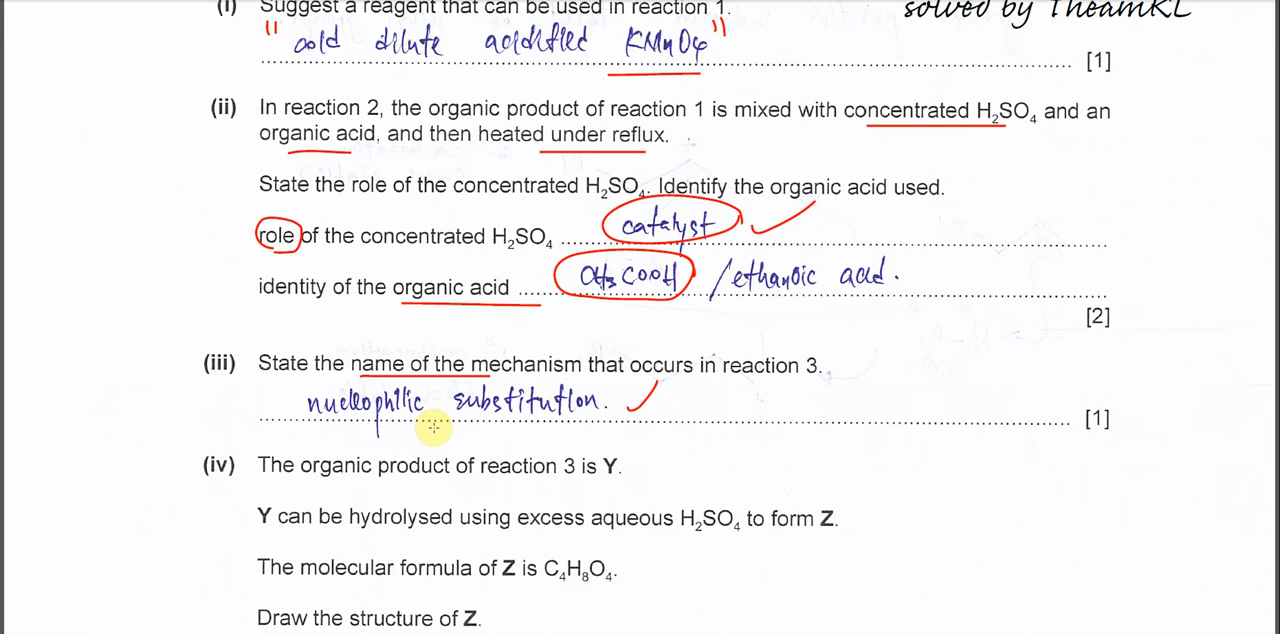 (i) Suggest a reagent that can be used in reaction 1.
solved by TheamKL
" cold dilute acidified KMnO4 "
[1]
(ii) In reaction 2, the organic product of reaction 1 is mixed with concentrated H₂SO₄ and an
organic acid, and then heated under reflux.
State the role of the concentrated H₂SO₄. Identify the organic acid used.
role of the concentrated H₂SO₄ catalyst
identity of the organic acid CH3COOH / ethanoic acid.
[2]
(iii) State the name of the mechanism that occurs in reaction 3.
nucleophilic substitution.
[1]
(iv) The organic product of reaction 3 is Y.
Y can be hydrolysed using excess aqueous H₂SO₄ to form Z.
The molecular formula of Z is C₄H₈O₄.
Draw the structure of Z.